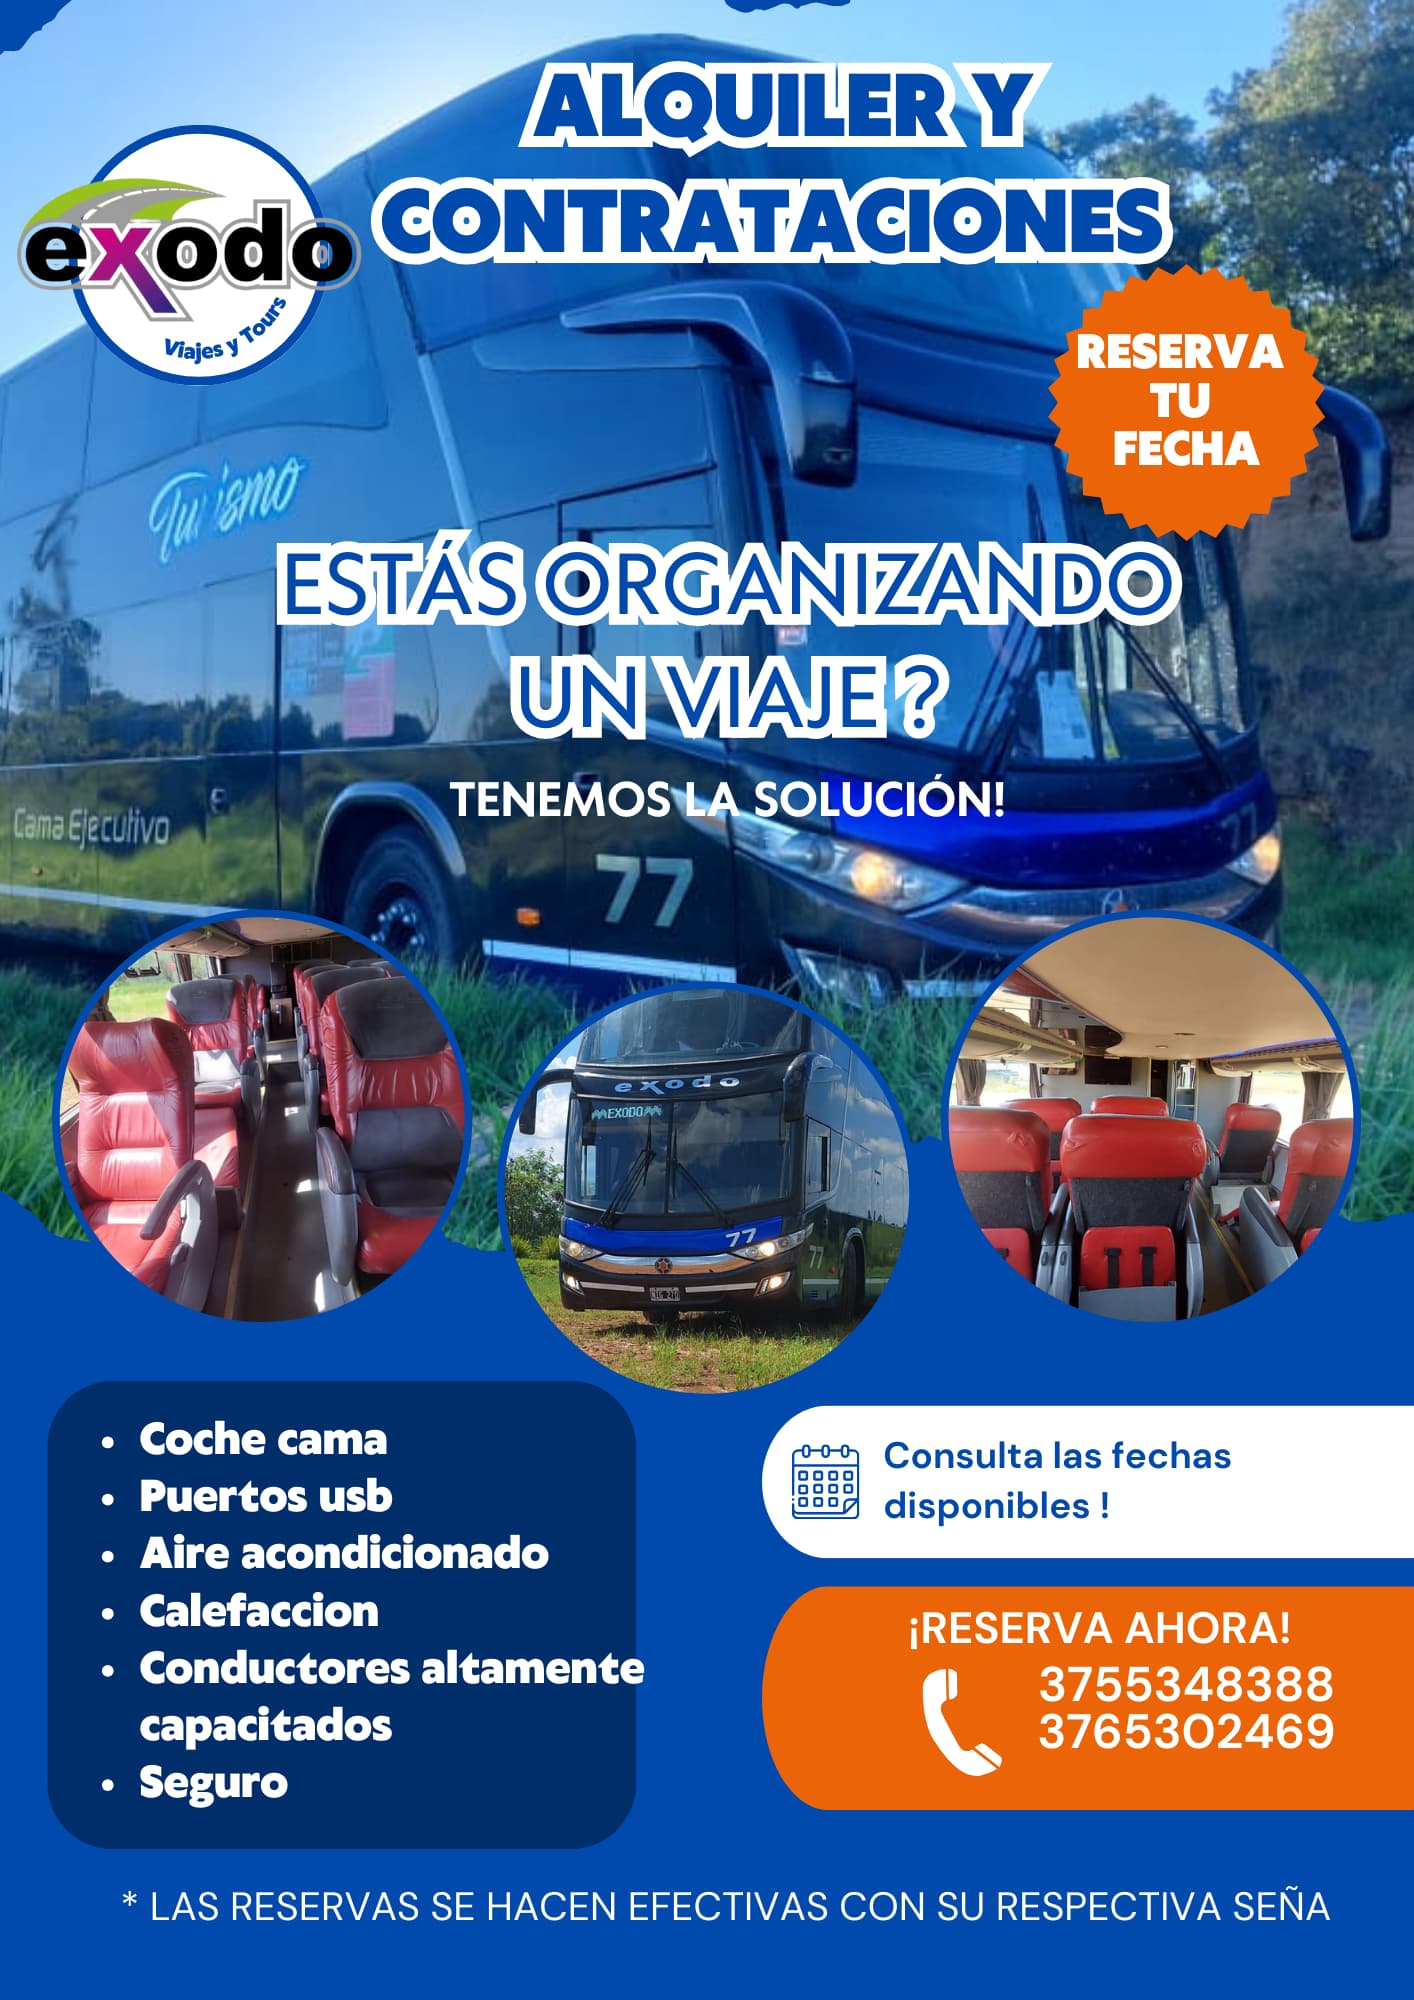 ALQUILER Y
CONTRATACIONES
exodo
Viajes y Tours
RESERVA
TU
FECHA
Turismo
ESTÁS ORGANIZANDO
UN VIAJE ?
TENEMOS LA SOLUCIÓN!
Cama Ejecutivo
77
77
exodo
EXODO
77
77
Coche cama
Puertos usb
Aire acondicionado
Calefaccion
Conductores altamente
capacitados
Seguro
Consulta las fechas
disponibles !
¡RESERVA AHORA!
3755348388
3765302469
* LAS RESERVAS SE HACEN EFECTIVAS CON SU RESPECTIVA SEÑA